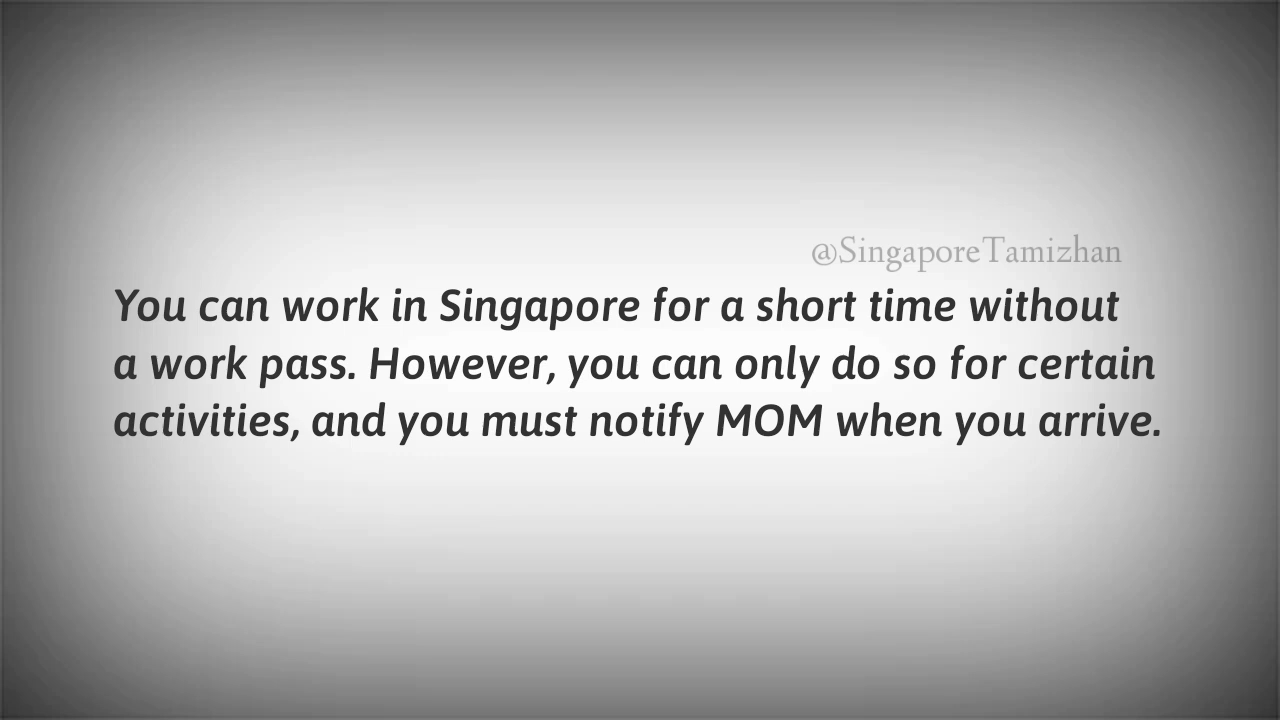 @SingaporeTamizhan
You can work in Singapore for a short time without
a work pass. However, you can only do so for certain
activities, and you must notify MOM when you arrive.